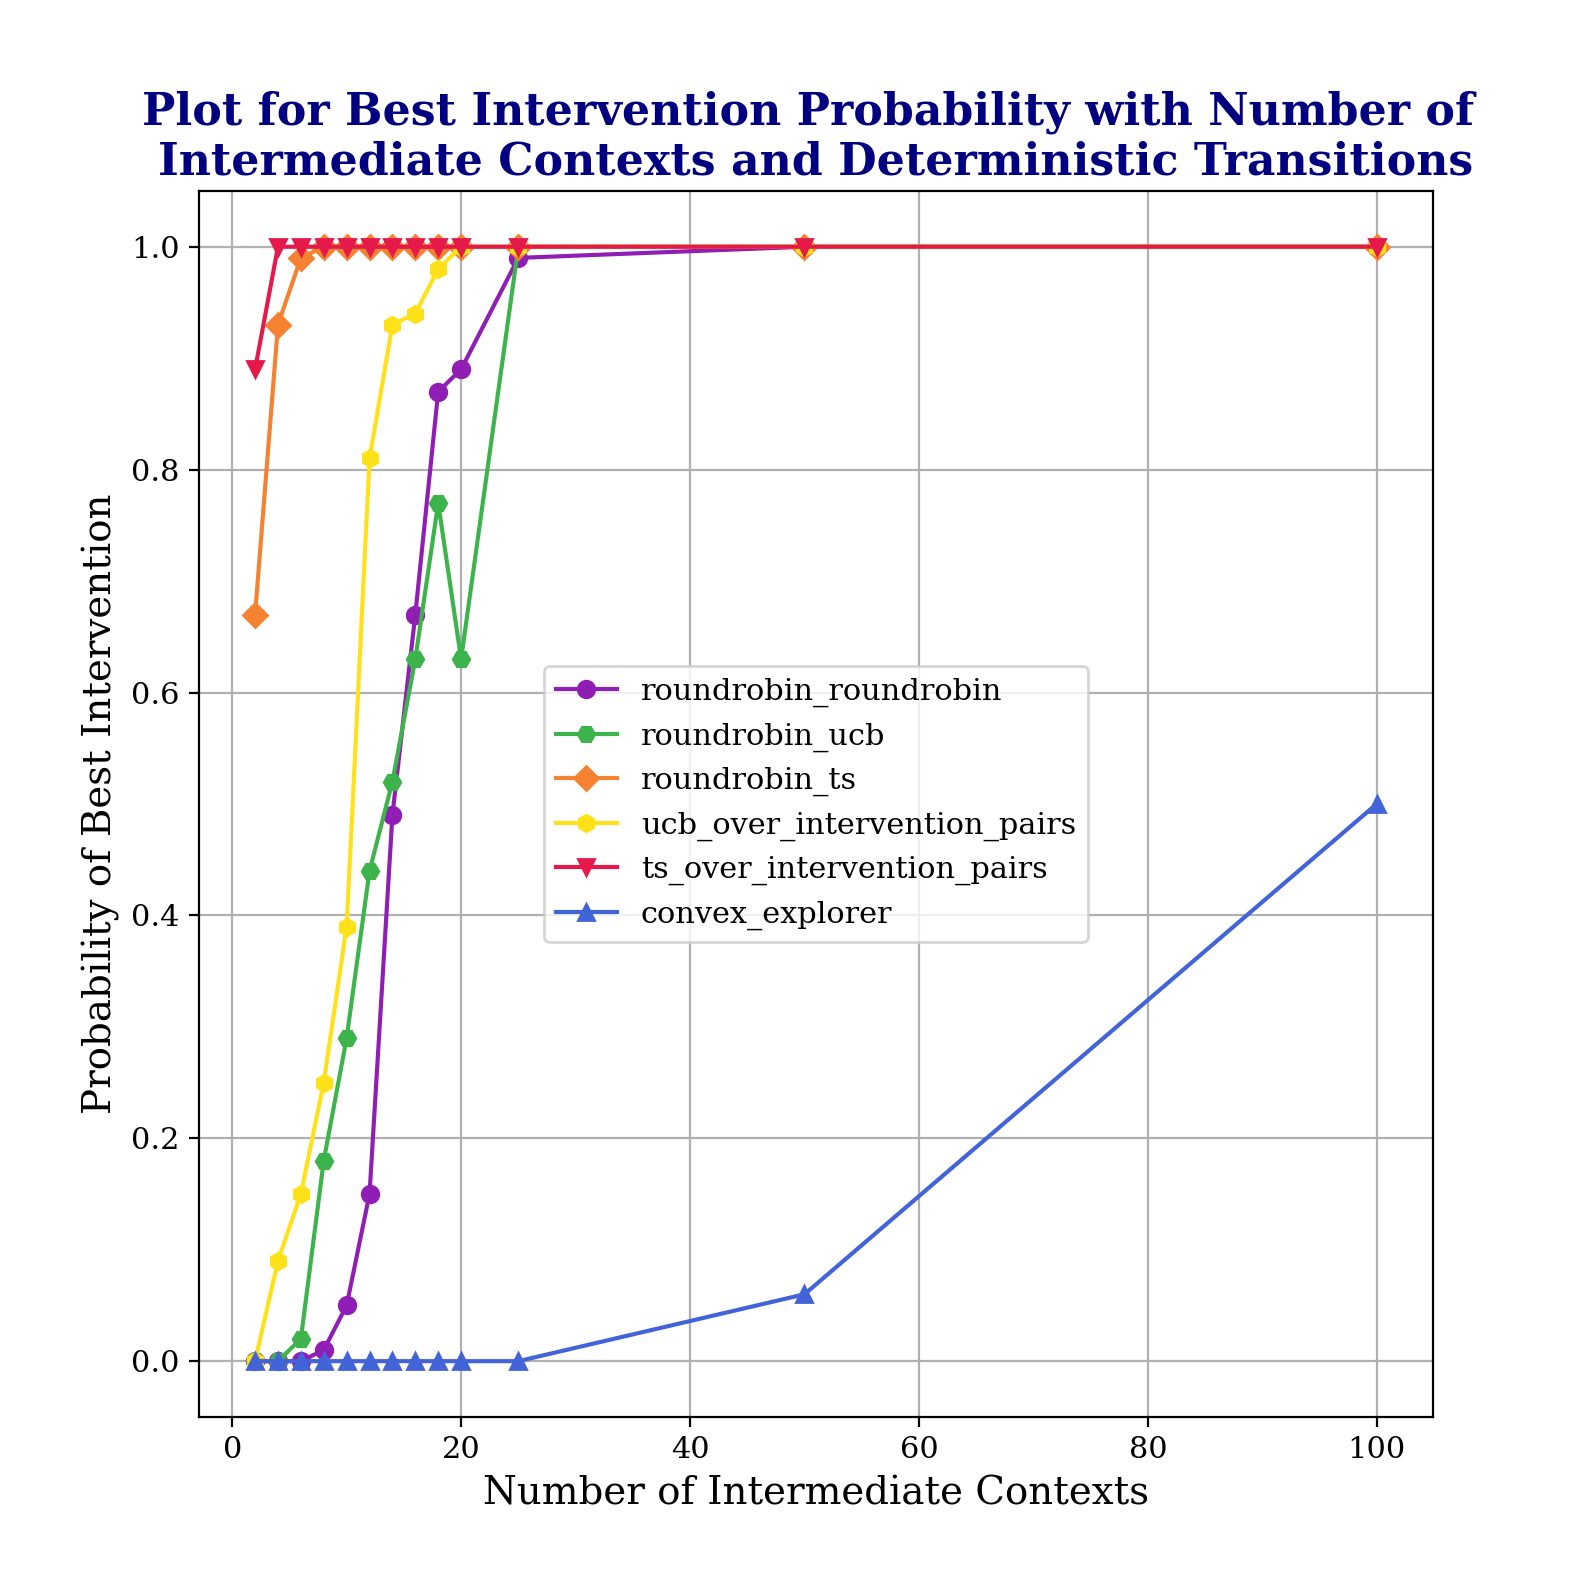 Plot for Best Intervention Probability with Number of
Intermediate Contexts and Deterministic Transitions
Probability of Best Intervention
1.0
0.8
0.6
0.4
0.2
0.0
roundrobin_roundrobin
roundrobin_ucb
roundrobin_ts
ucb_over_intervention_pairs
ts_over_intervention_pairs
convex_explorer
0 20 40 60 80 100
Number of Intermediate Contexts